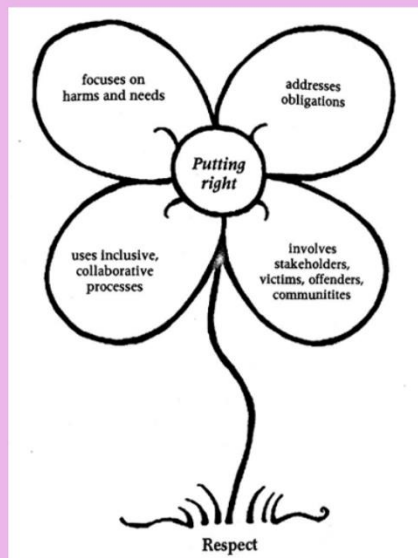 focuses on
harms and needs
addresses
obligations
Putting
right
uses inclusive,
collaborative
processes
involves
stakeholders,
victims, offenders,
communitites
Respect